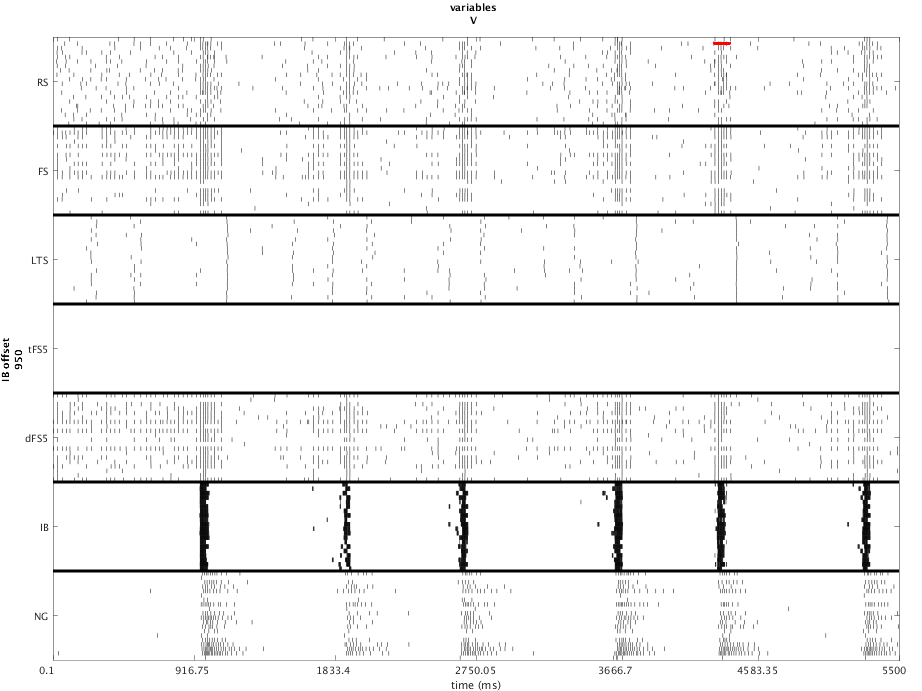 variables
V
RS
FS
LTS
tFS5
IB offset
950
dFS5
IB
NG
0.1 916.75 1833.4 2750.05 3666.7 4583.35 5500
time (ms)